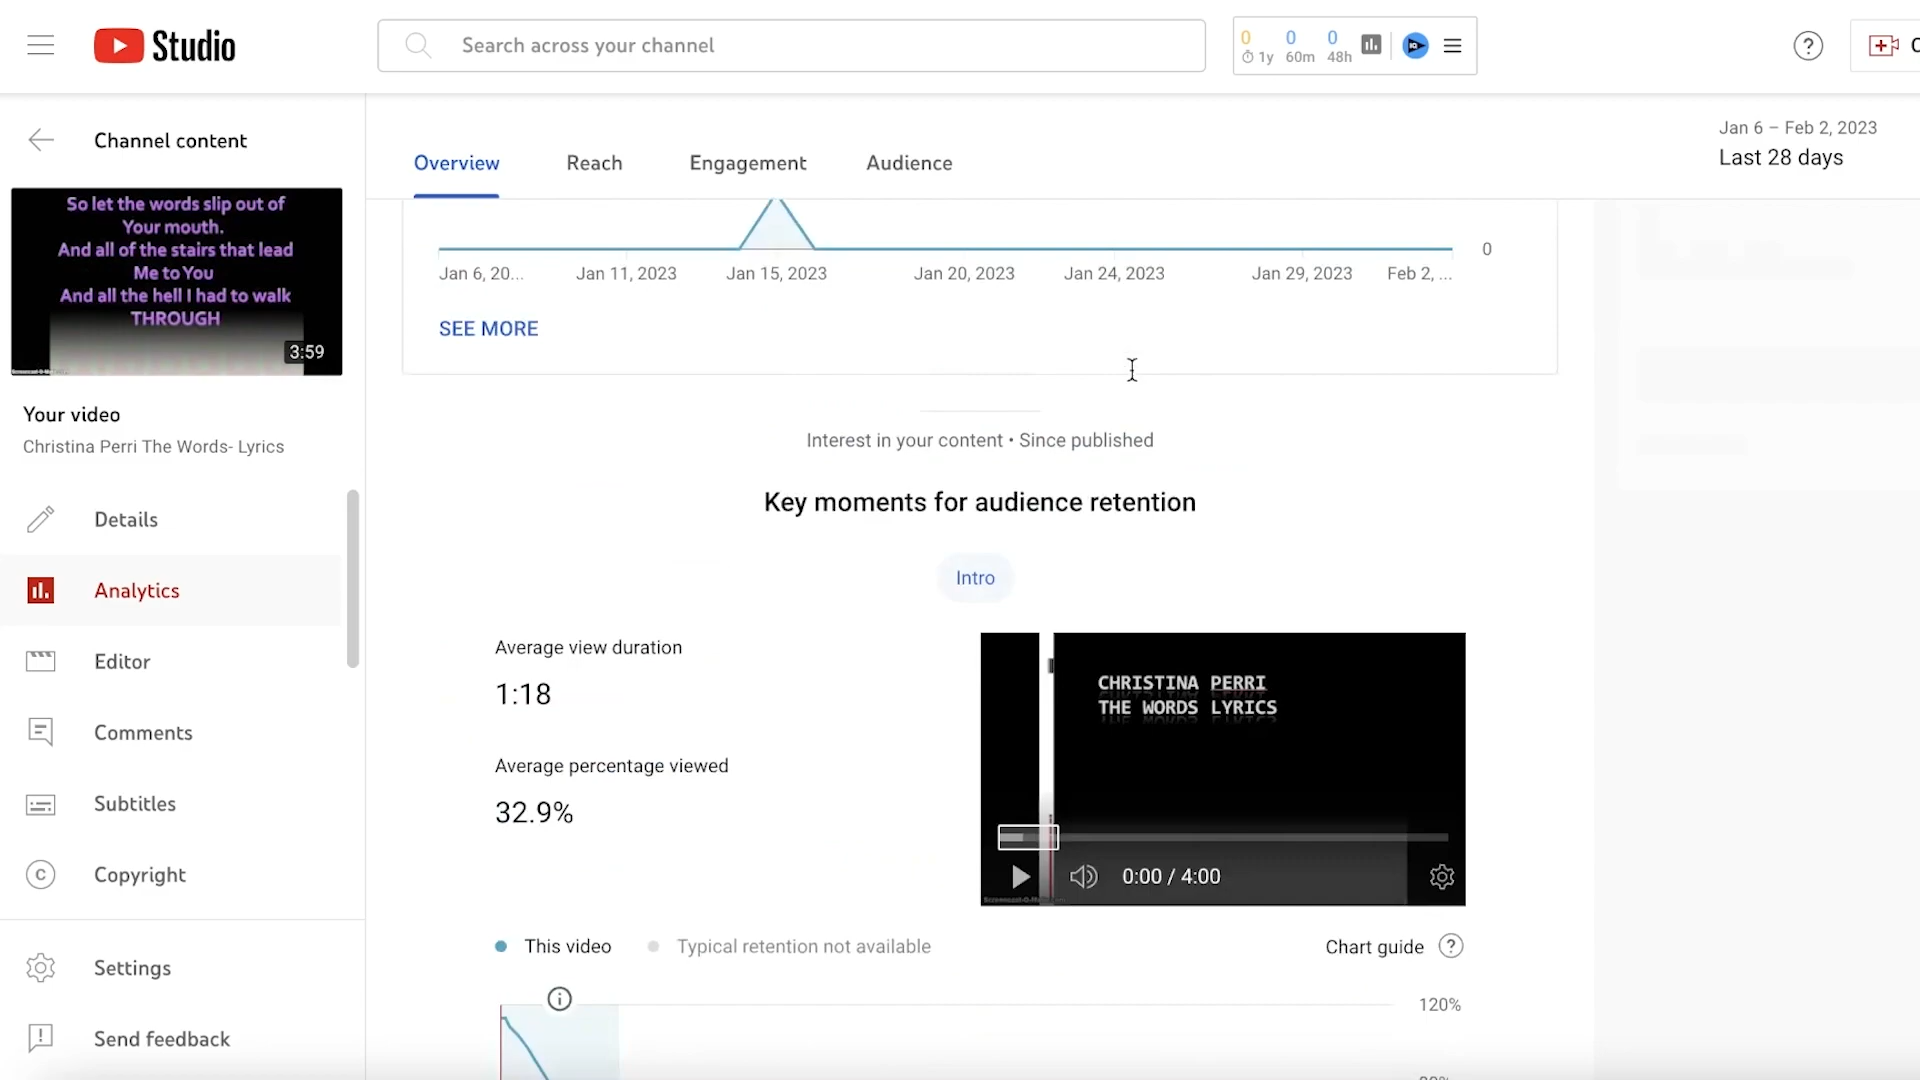 Studio
Search across your channel
0 0 0
1y 60m 48h
Channel content
So let the words slip out of
Your mouth.
And all of the stairs that lead
Me to You
And all the hell I had to walk
THROUGH
3:59
Your video
Christina Perri The Words- Lyrics
Details
Analytics
Editor
Comments
Subtitles
Copyright
Settings
Send feedback
Overview Reach Engagement Audience
Jan 6 – Feb 2, 2023
Last 28 days
0
Jan 6, 20... Jan 11, 2023 Jan 15, 2023 Jan 20, 2023 Jan 24, 2023 Jan 29, 2023 Feb 2, ...
SEE MORE
Interest in your content • Since published
Key moments for audience retention
Intro
Average view duration
1:18
Average percentage viewed
32.9%
CHRISTINA PERRI
THE WORDS LYRICS
0:00 / 4:00
This video Typical retention not available
Chart guide ?
120%